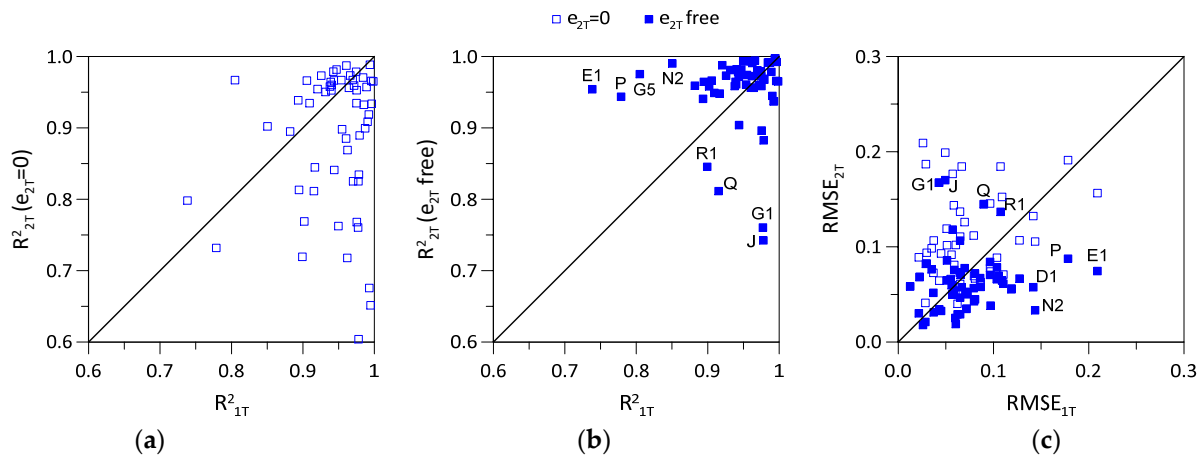 e2T=0 e2T free
1.0
0.9
0.8
0.7
0.6
0.6 0.7 0.8 0.9 1
R²2T (e2T=0)
R²1T
(a)
1.0
0.9
0.8
0.7
0.6
0.6 0.7 0.8 0.9 1
R²2T (e2T free)
R²1T
E1
P
G5
N2
R1
Q
G1
J
(b)
0.3
0.2
0.1
0.0
0.0 0.1 0.2 0.3
RMSE2T
RMSE1T
G1 J Q R1
P E1
D1
N2
(c)